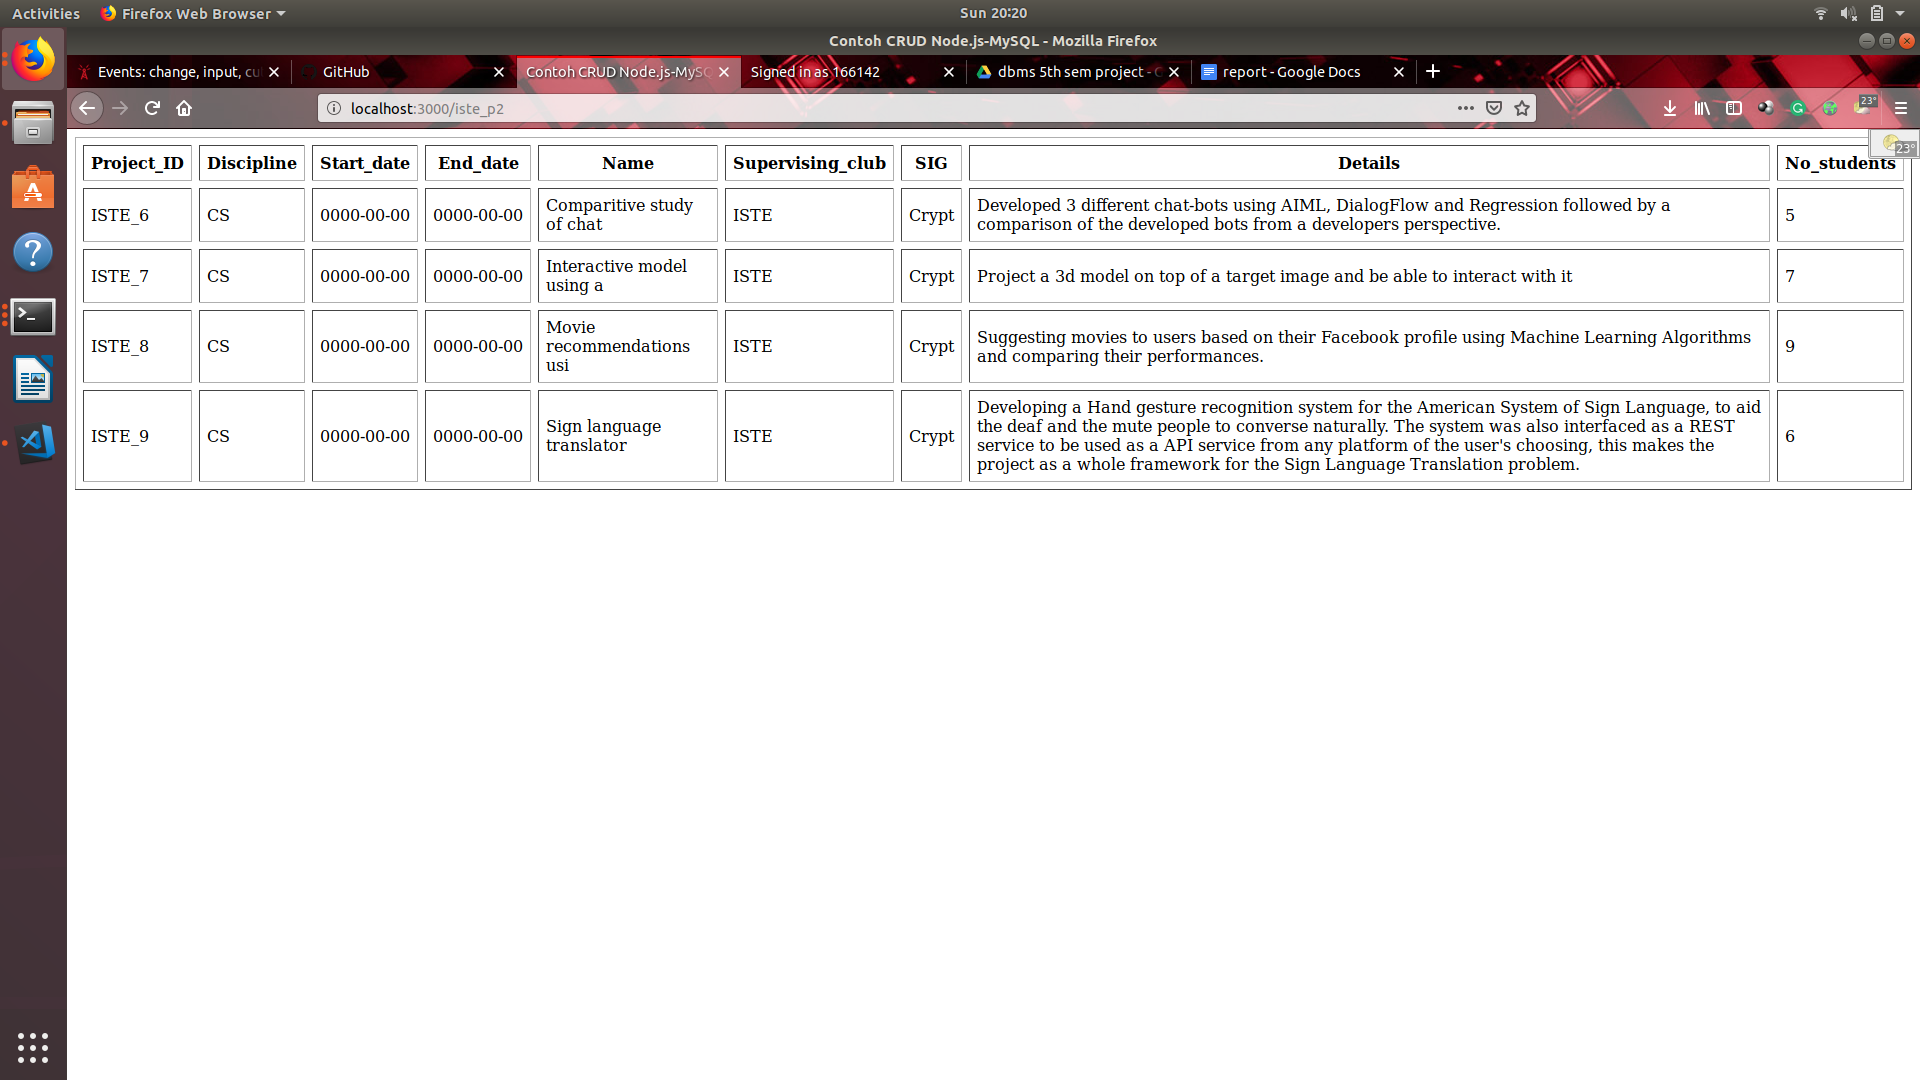 Activities Firefox Web Browser Sun 20:20
Contoh CRUD Node.js-MySQL - Mozilla Firefox
Events: change, input, cu GitHub Contoh CRUD Node.js-MySQ Signed in as 166142 dbms 5th sem project - report - Google Docs
localhost:3000/iste_p2 23°
23°
Project_ID Discipline Start_date End_date Name Supervising_club SIG Details No_students
ISTE_6 CS 0000-00-00 0000-00-00 Comparitive study of chat ISTE Crypt Developed 3 different chat-bots using AIML, DialogFlow and Regression followed by a
comparison of the developed bots from a developers perspective. 5
ISTE_7 CS 0000-00-00 0000-00-00 Interactive model using a ISTE Crypt Project a 3d model on top of a target image and be able to interact with it 7
ISTE_8 CS 0000-00-00 0000-00-00 Movie recommendations usi ISTE Crypt Suggesting movies to users based on their Facebook profile using Machine Learning Algorithms
and comparing their performances. 9
ISTE_9 CS 0000-00-00 0000-00-00 Sign language translator ISTE Crypt Developing a Hand gesture recognition system for the American System of Sign Language, to aid
the deaf and the mute people to converse naturally. The system was also interfaced as a REST
service to be used as a API service from any platform of the user's choosing, this makes the
project as a whole framework for the Sign Language Translation problem. 6